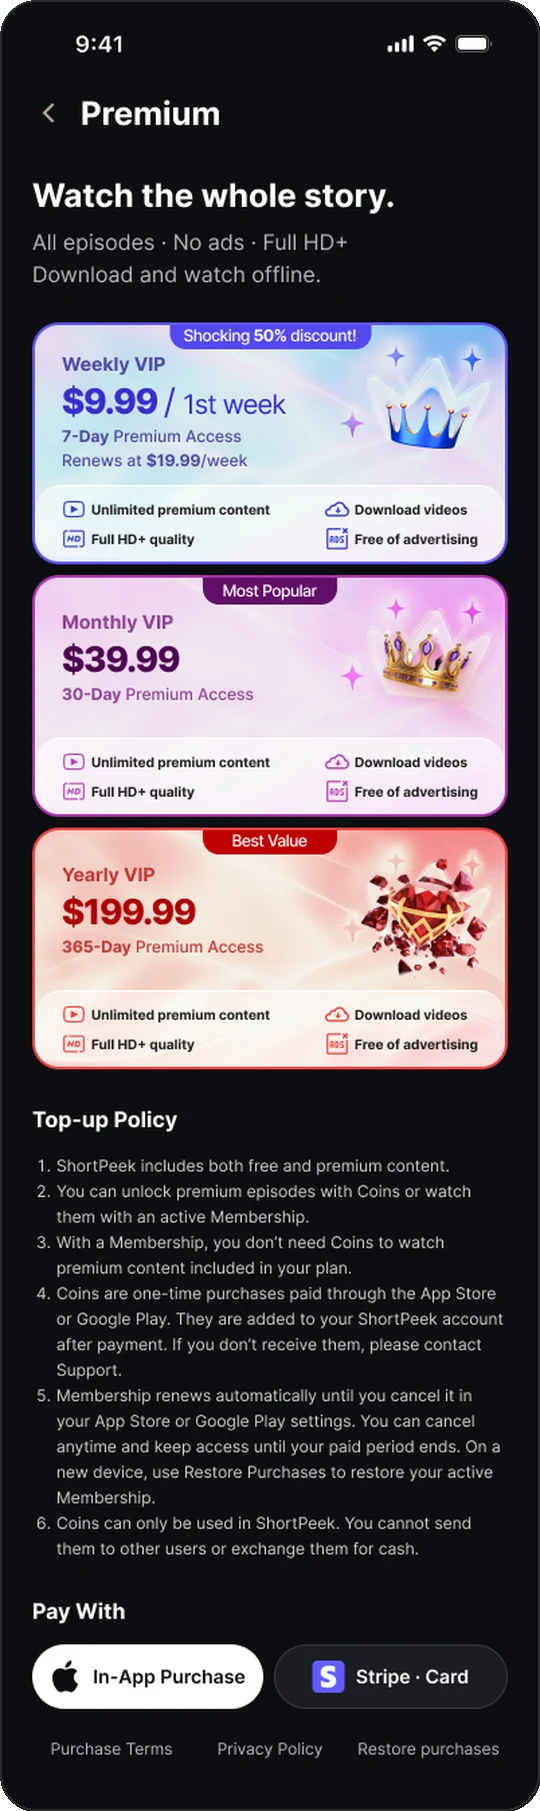 9:41
Premium
Watch the whole story.
All episodes · No ads · Full HD+
Download and watch offline.
Shocking 50% discount!
Weekly VIP
$9.99 / 1st week
7-Day Premium Access
Renews at $19.99/week
Unlimited premium content
Download videos
HD Full HD+ quality
ADS Free of advertising
Most Popular
Monthly VIP
$39.99
30-Day Premium Access
Unlimited premium content
Download videos
HD Full HD+ quality
ADS Free of advertising
Best Value
Yearly VIP
$199.99
365-Day Premium Access
Unlimited premium content
Download videos
HD Full HD+ quality
ADS Free of advertising
Top-up Policy
1. ShortPeek includes both free and premium content.
2. You can unlock premium episodes with Coins or watch
them with an active Membership.
3. With a Membership, you don’t need Coins to watch
premium content included in your plan.
4. Coins are one-time purchases paid through the App Store
or Google Play. They are added to your ShortPeek account
after payment. If you don’t receive them, please contact
Support.
5. Membership renews automatically until you cancel it in
your App Store or Google Play settings. You can cancel
anytime and keep access until your paid period ends. On a
new device, use Restore Purchases to restore your active
Membership.
6. Coins can only be used in ShortPeek. You cannot send
them to other users or exchange them for cash.
Pay With
In-App Purchase
S Stripe · Card
Purchase Terms
Privacy Policy
Restore purchases